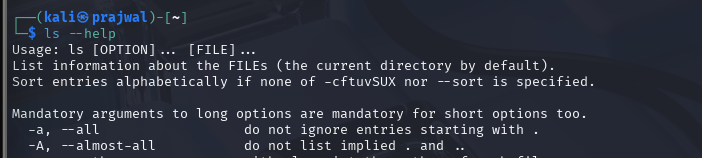 ┌──(kali㉿prajwal)-[~]
└─$ ls --help
Usage: ls [OPTION]... [FILE]...
List information about the FILEs (the current directory by default).
Sort entries alphabetically if none of -cftuvSUX nor --sort is specified.

Mandatory arguments to long options are mandatory for short options too.
  -a, --all                  do not ignore entries starting with .
  -A, --almost-all           do not list implied . and ..